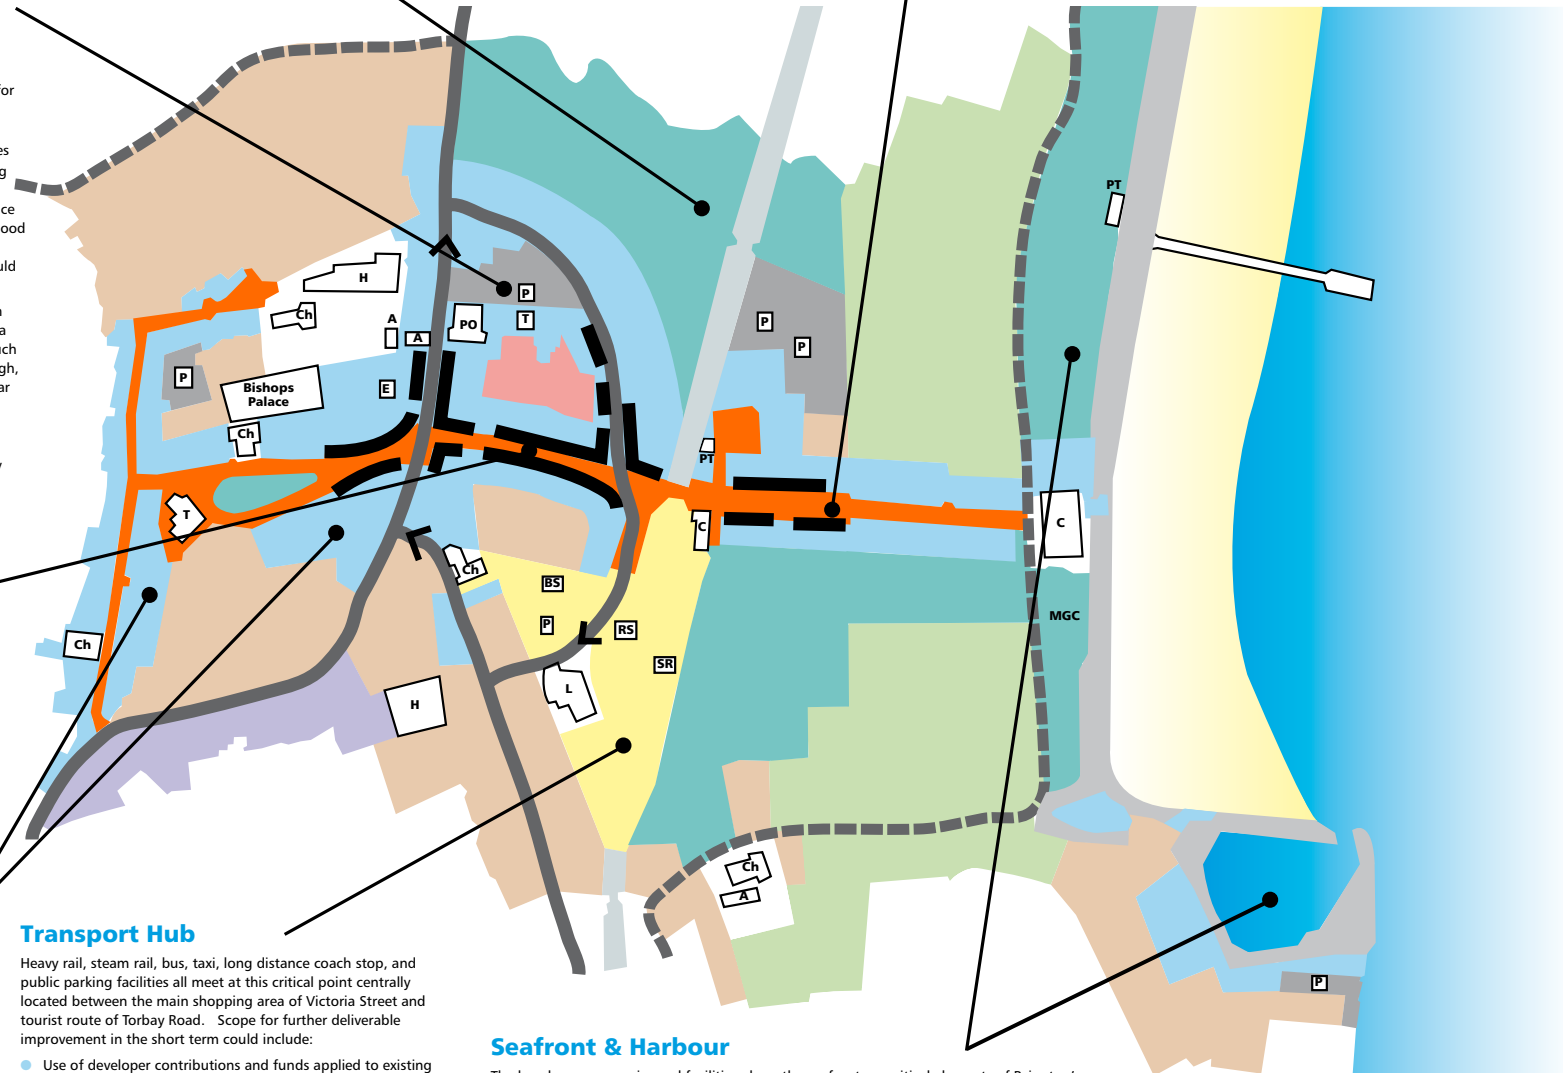 for
es
g
ce
ood
uld
n
a
uch
gh,
ar
y
PT
H
P
Ch
A
A
PO
T
P
P
P
E
Bishops
Palace
Ch
PT
T
C
C
Ch
BS
P
RS
MGC
Ch
SR
L
H
Ch
A
P
Transport Hub
Heavy rail, steam rail, bus, taxi, long distance coach stop, and
public parking facilities all meet at this critical point centrally
located between the main shopping area of Victoria Street and
tourist route of Torbay Road. Scope for further deliverable
improvement in the short term could include:
Use of developer contributions and funds applied to existing
Seafront & Harbour